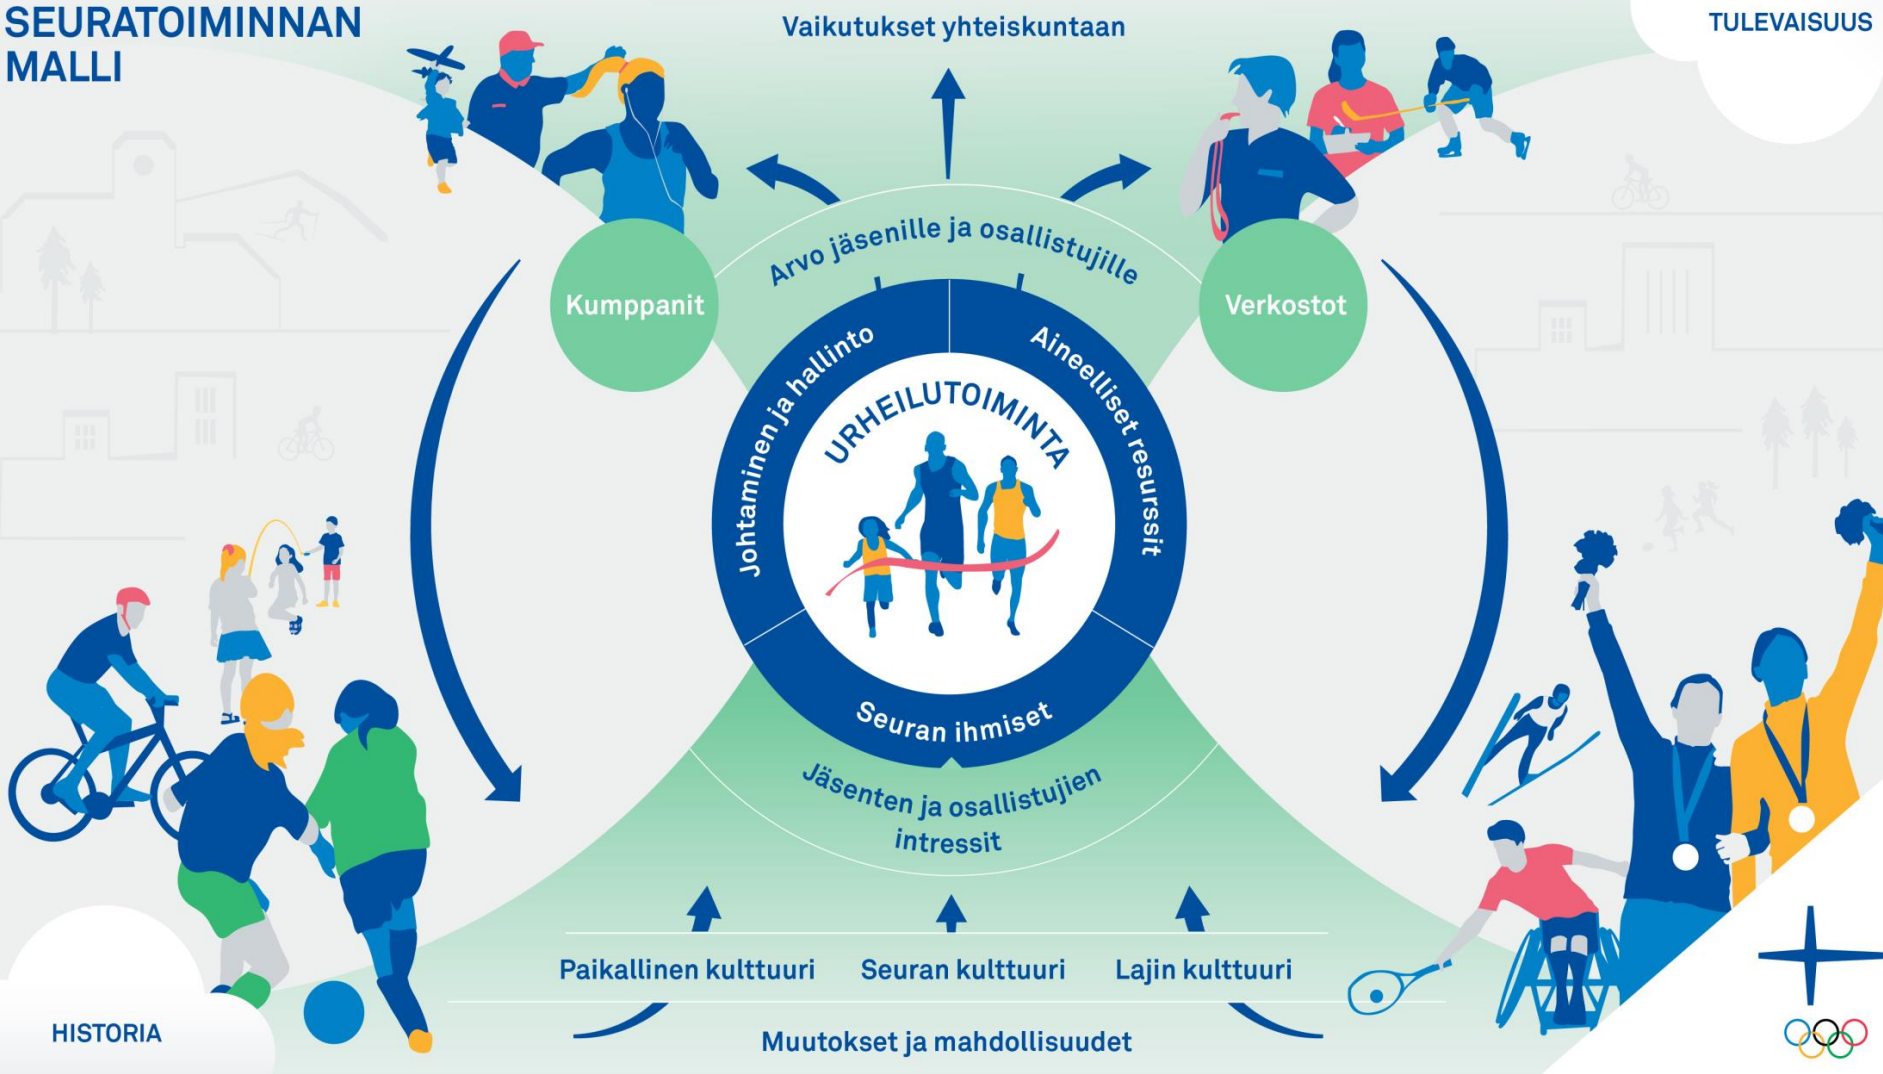 SEURATOIMINNAN
MALLI
Vaikutukset yhteiskuntaan
TULEVAISUUS
Arvo jäsenille ja osallistujille
Kumppanit
Verkostot
Johtaminen ja hallinto
Aineelliset resurssit
URHEILUTOIMINTA
Seuran ihmiset
Jäsenten ja osallistujien
intressit
Paikallinen kulttuuri
Seuran kulttuuri
Lajin kulttuuri
HISTORIA
Muutokset ja mahdollisuudet